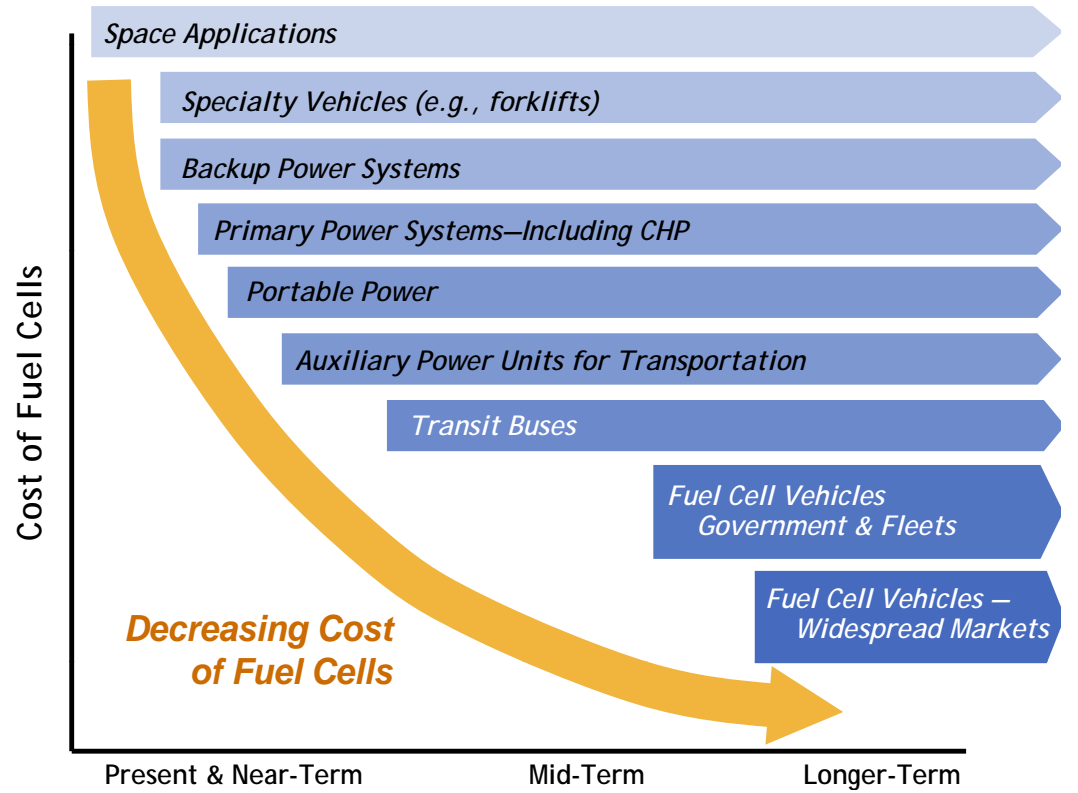 Space Applications
Specialty Vehicles (e.g., forklifts)
Backup Power Systems
Primary Power Systems—Including CHP
Portable Power
Auxiliary Power Units for Transportation
Transit Buses
Fuel Cell Vehicles
Government & Fleets
Fuel Cell Vehicles —
Widespread Markets
Cost of Fuel Cells
Decreasing Cost
of Fuel Cells
Present & Near-Term
Mid-Term
Longer-Term